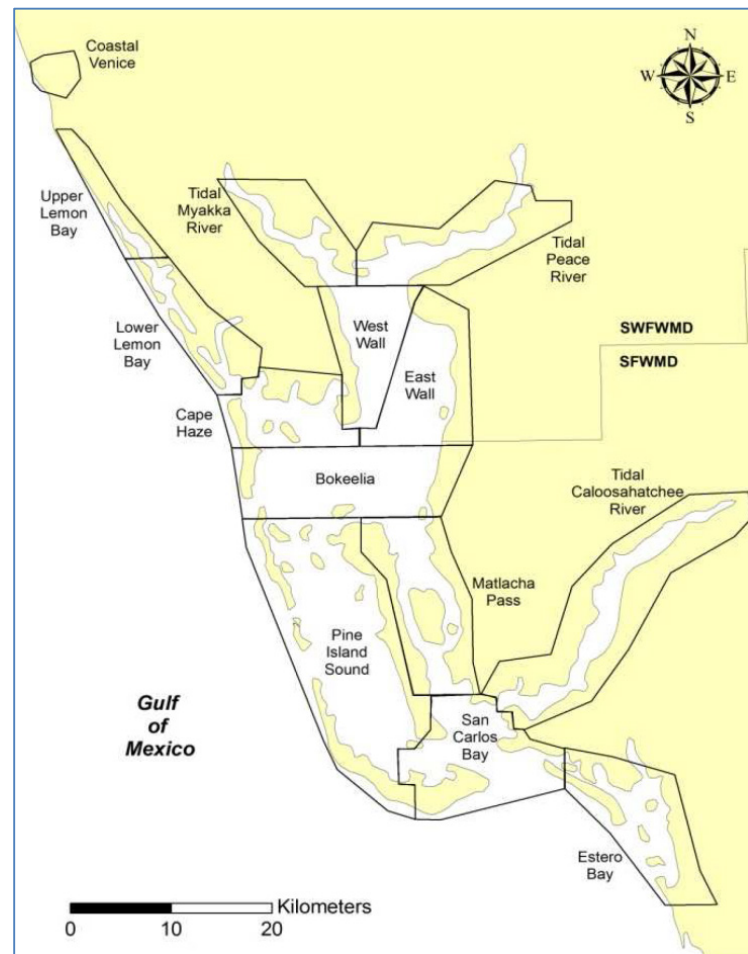 Coastal
Venice
N
W
E
S
Upper
Lemon
Bay
Tidal
Myakka
River
Tidal
Peace
River
Lower
Lemon
Bay
West
Wall
SWFWMD
SFWMD
East
Wall
Cape
Haze
Bokeelia
Tidal
Caloosahatchee
River
Matlacha
Pass
Pine
Island
Sound
Gulf
of
Mexico
San
Carlos
Bay
Estero
Bay
Kilometers
0
10
20